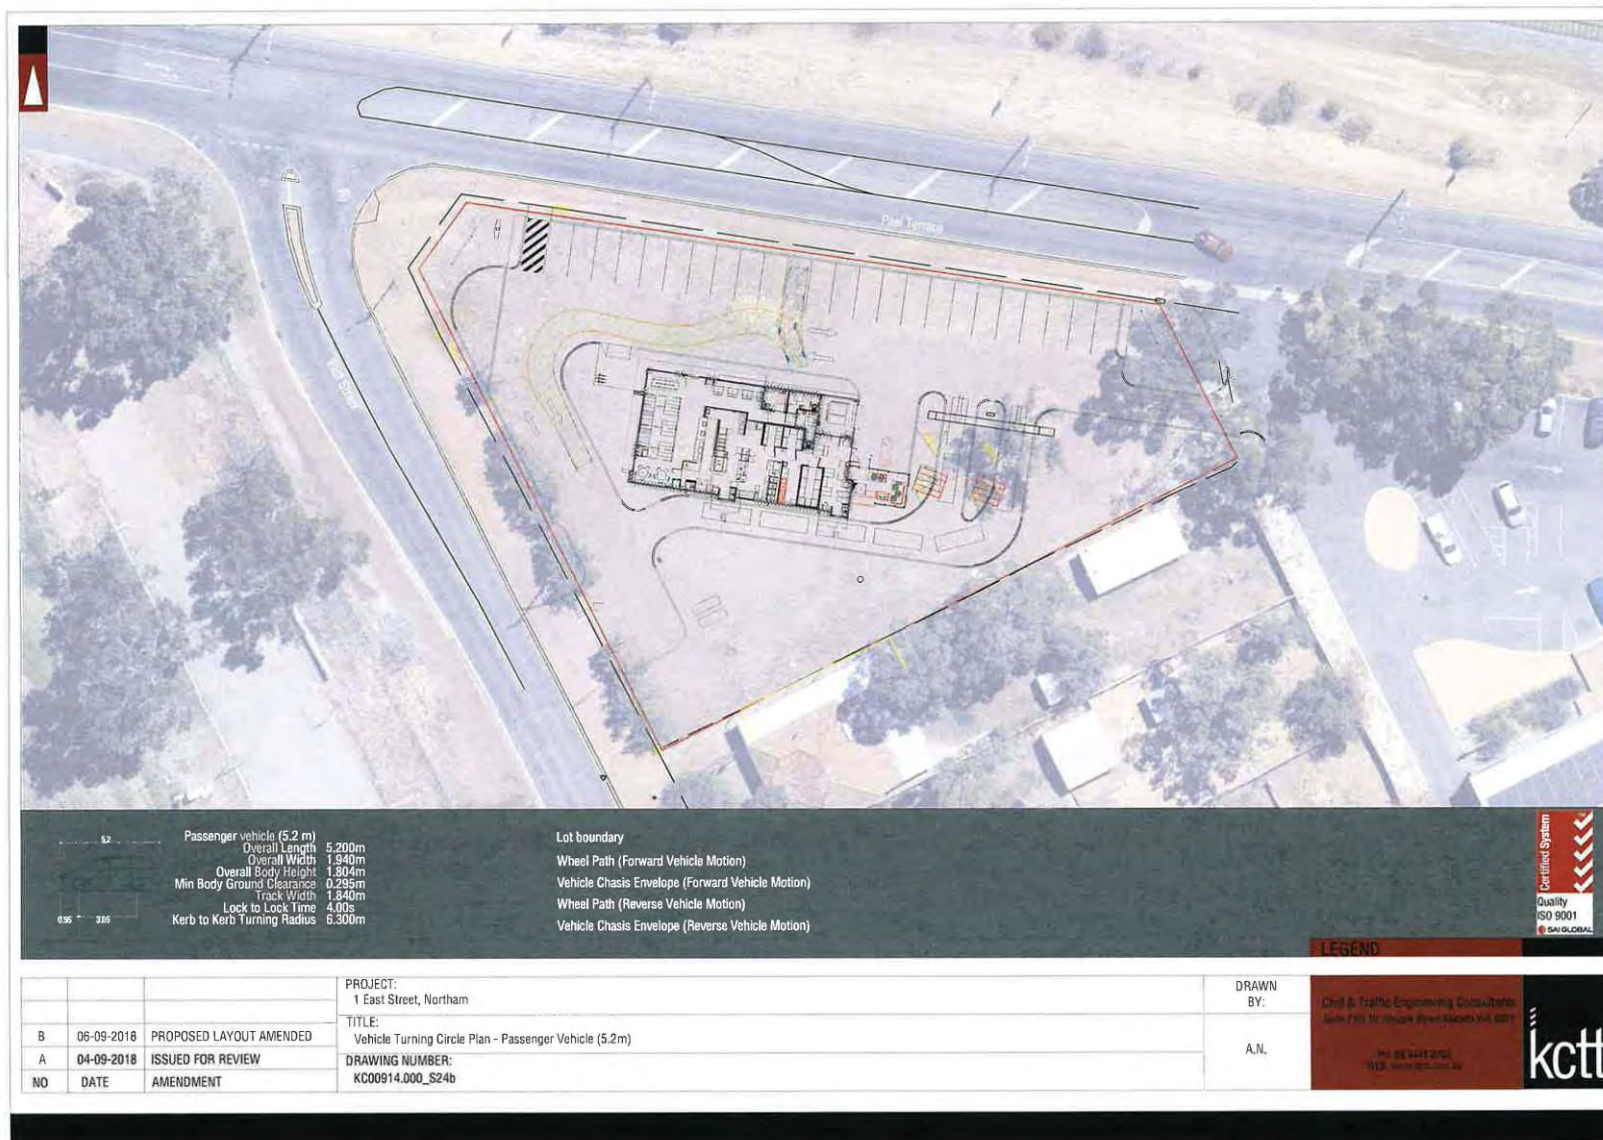 Peel Terrace
5.2
0.95 3.05
Passenger vehicle (5.2 m)
Overall Length 5.200m
Overall Width 1.940m
Overall Body Height 1.804m
Min Body Ground Clearance 0.295m
Track Width 1.840m
Lock to Lock Time 4.00s
Kerb to Kerb Turning Radius 6.300m
Lot boundary
Wheel Path (Forward Vehicle Motion)
Vehicle Chasis Envelope (Forward Vehicle Motion)
Wheel Path (Reverse Vehicle Motion)
Vehicle Chasis Envelope (Reverse Vehicle Motion)
Certified System
Quality
ISO 9001
SAI GLOBAL
LEGEND
B 06-09-2018 PROPOSED LAYOUT AMENDED
A 04-09-2018 ISSUED FOR REVIEW
NO DATE AMENDMENT
PROJECT:
1 East Street, Northam
TITLE:
Vehicle Turning Circle Plan - Passenger Vehicle (5.2m)
DRAWING NUMBER:
KC00914.000_S24b
DRAWN
BY:
A.N.
Civil & Traffic Engineering Consultants
kctt